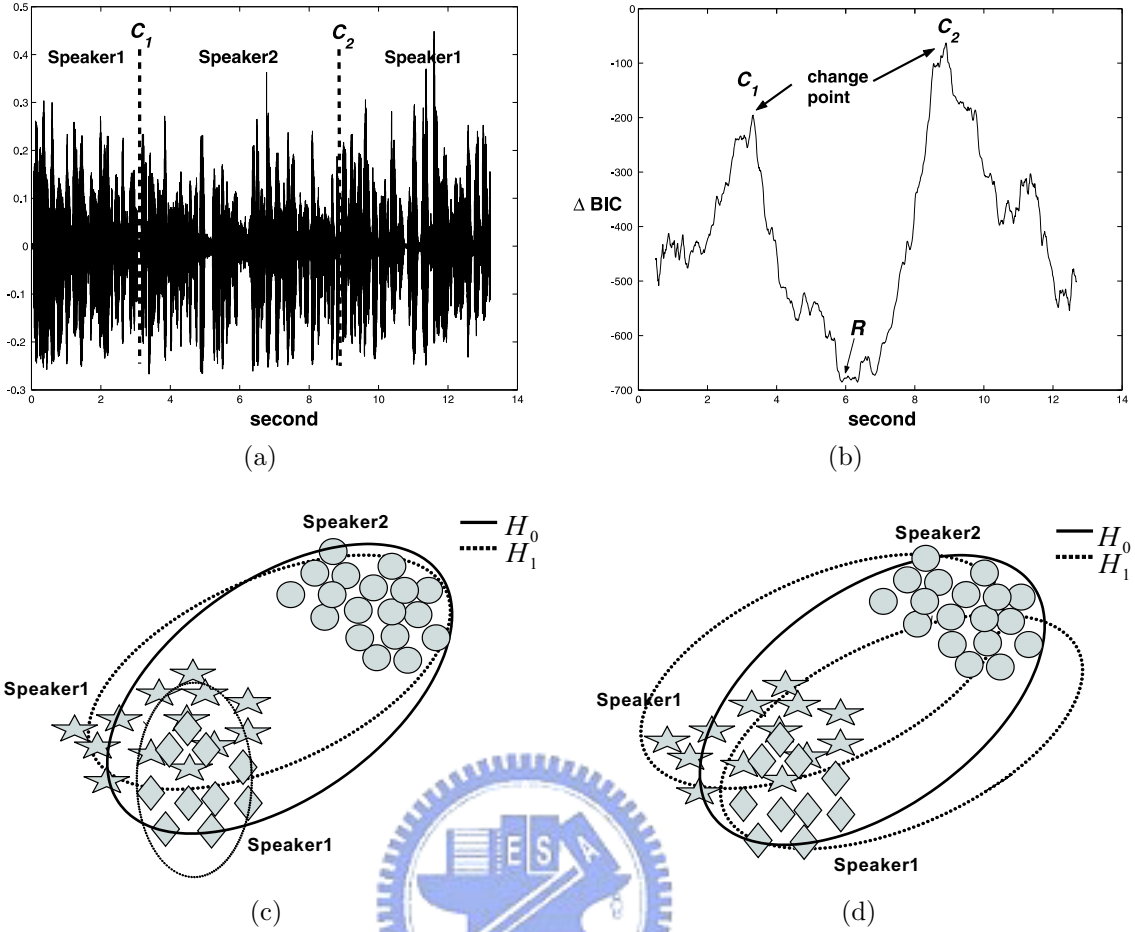 C1
C2
Speaker1
Speaker2
Speaker1
0.5
0.4
0.3
0.2
0.1
0
-0.1
-0.2
-0.3
0 2 4 6 8 10 12 14
second
(a)
0
-100
-200
-300
-400
-500
-600
-700
Δ BIC
C1
C2
change
point
R
0 2 4 6 8 10 12 14
second
(b)
Speaker2
H0
H1
Speaker1
Speaker1
(c)
Speaker2
H0
H1
Speaker1
Speaker1
(d)
E S A